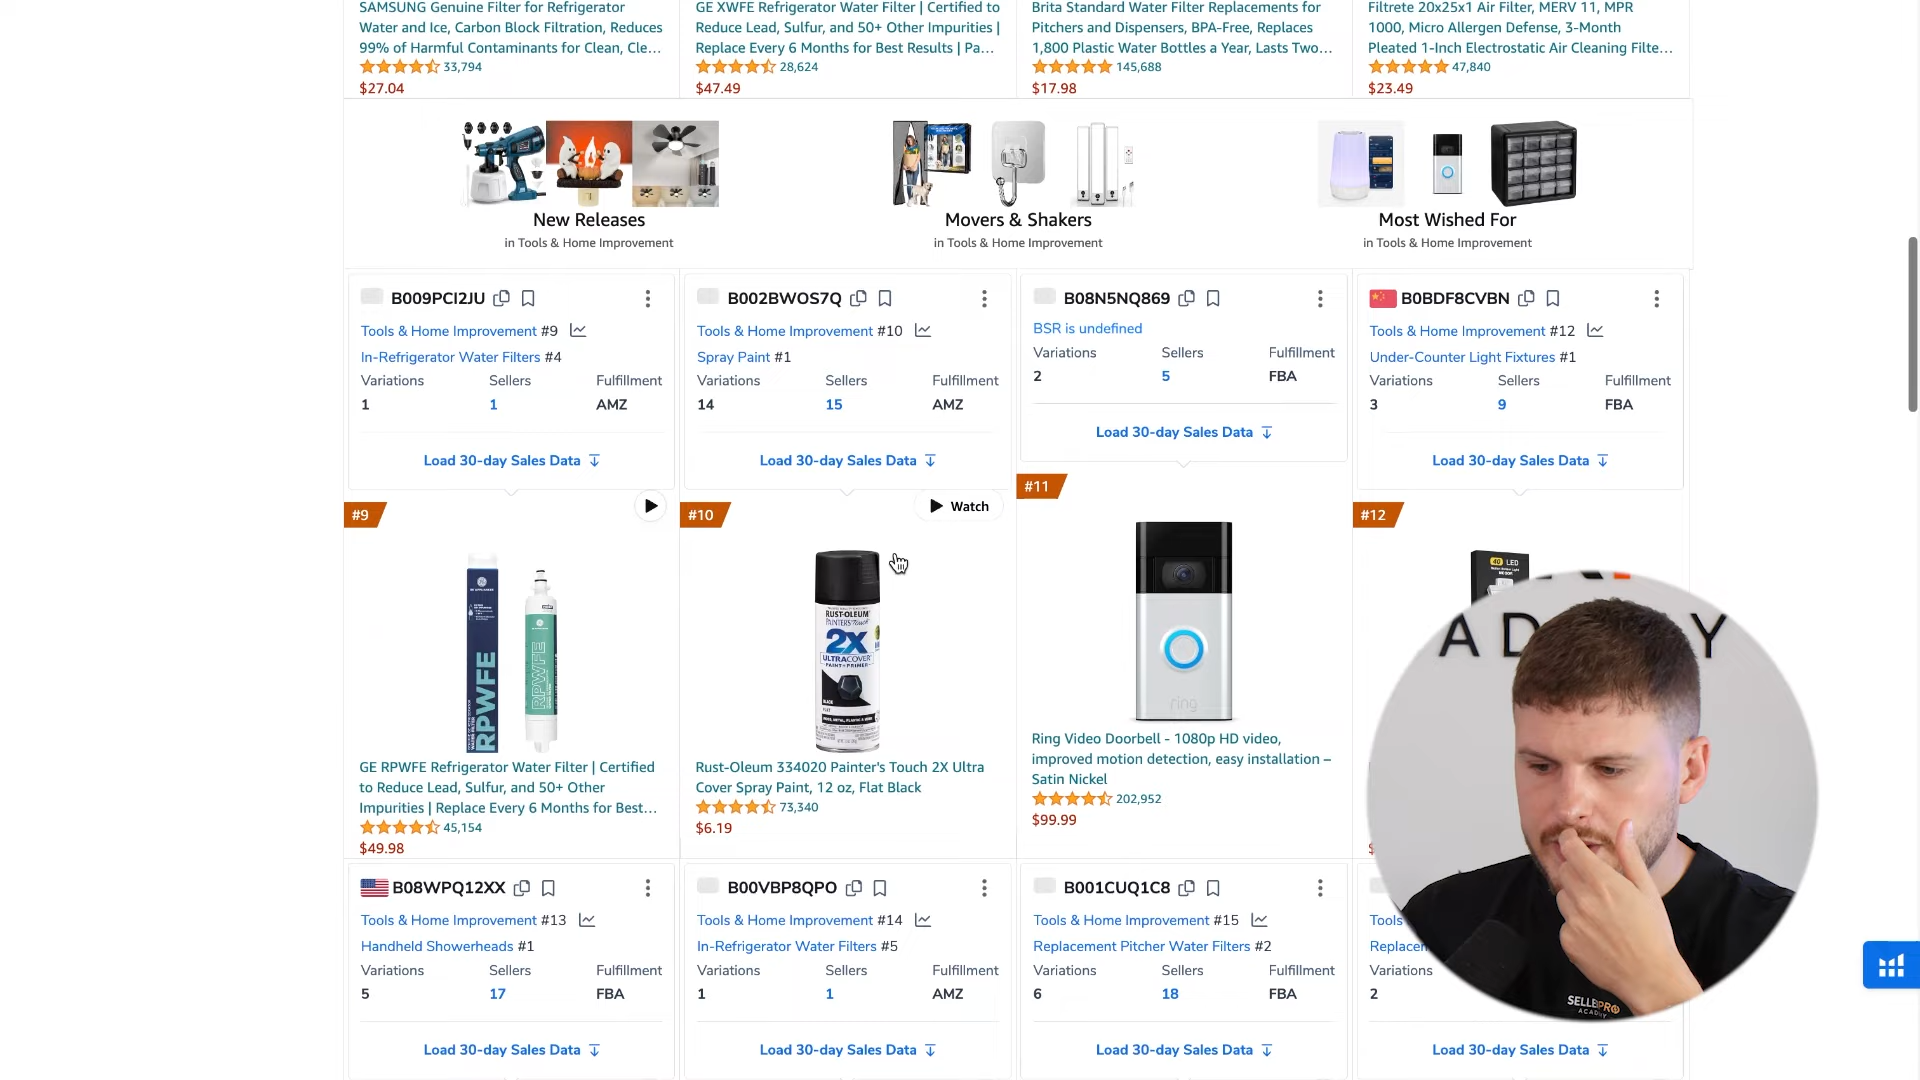 SAMSUNG Genuine Filter for Refrigerator
Water and Ice, Carbon Block Filtration, Reduces
99% of Harmful Contaminants for Clean, Cle...
33,794
$27.04
GE XWFE Refrigerator Water Filter | Certified to
Reduce Lead, Sulfur, and 50+ Other Impurities |
Replace Every 6 Months for Best Results | Pa...
28,624
$47.49
Brita Standard Water Filter Replacements for
Pitchers and Dispensers, BPA-Free, Replaces
1,800 Plastic Water Bottles a Year, Lasts Two...
145,688
$17.98
Filtrete 20x25x1 Air Filter, MERV 11, MPR
1000, Micro Allergen Defense, 3-Month
Pleated 1-Inch Electrostatic Air Cleaning Filte...
47,840
$23.49
New Releases
in Tools & Home Improvement
Movers & Shakers
in Tools & Home Improvement
Most Wished For
in Tools & Home Improvement
B009PCI2JU
Tools & Home Improvement #9
In-Refrigerator Water Filters #4
Variations Sellers Fulfillment
1 1 AMZ
Load 30-day Sales Data
B002BWOS7Q
Tools & Home Improvement #10
Spray Paint #1
Variations Sellers Fulfillment
14 15 AMZ
Load 30-day Sales Data
B08N5NQ869
BSR is undefined
Variations Sellers Fulfillment
2 5 FBA
Load 30-day Sales Data
B0BDF8CVBN
Tools & Home Improvement #12
Under-Counter Light Fixtures #1
Variations Sellers Fulfillment
3 9 FBA
Load 30-day Sales Data
#9
RPWFE
RPWFE
GE RPWFE Refrigerator Water Filter | Certified
to Reduce Lead, Sulfur, and 50+ Other
Impurities | Replace Every 6 Months for Best...
45,154
$49.98
#10
Watch
RUST-OLEUM
PAINTER'S Touch
2X
ULTRA COVER
PAINT+PRIMER
Rust-Oleum 334020 Painter's Touch 2X Ultra
Cover Spray Paint, 12 oz, Flat Black
73,340
$6.19
#11
ring
Ring Video Doorbell - 1080p HD video,
improved motion detection, easy installation –
Satin Nickel
202,952
$99.99
#12
40 LED
$
B08WPQ12XX
Tools & Home Improvement #13
Handheld Showerheads #1
Variations Sellers Fulfillment
5 17 FBA
Load 30-day Sales Data
B00VBP8QPO
Tools & Home Improvement #14
In-Refrigerator Water Filters #5
Variations Sellers Fulfillment
1 1 AMZ
Load 30-day Sales Data
B001CUQ1C8
Tools & Home Improvement #15
Replacement Pitcher Water Filters #2
Variations Sellers Fulfillment
6 18 FBA
Load 30-day Sales Data
Tools
Replacem
Variations
2
Load 30-day Sales Data
A D Y
SELLERPRO
ACADEMY